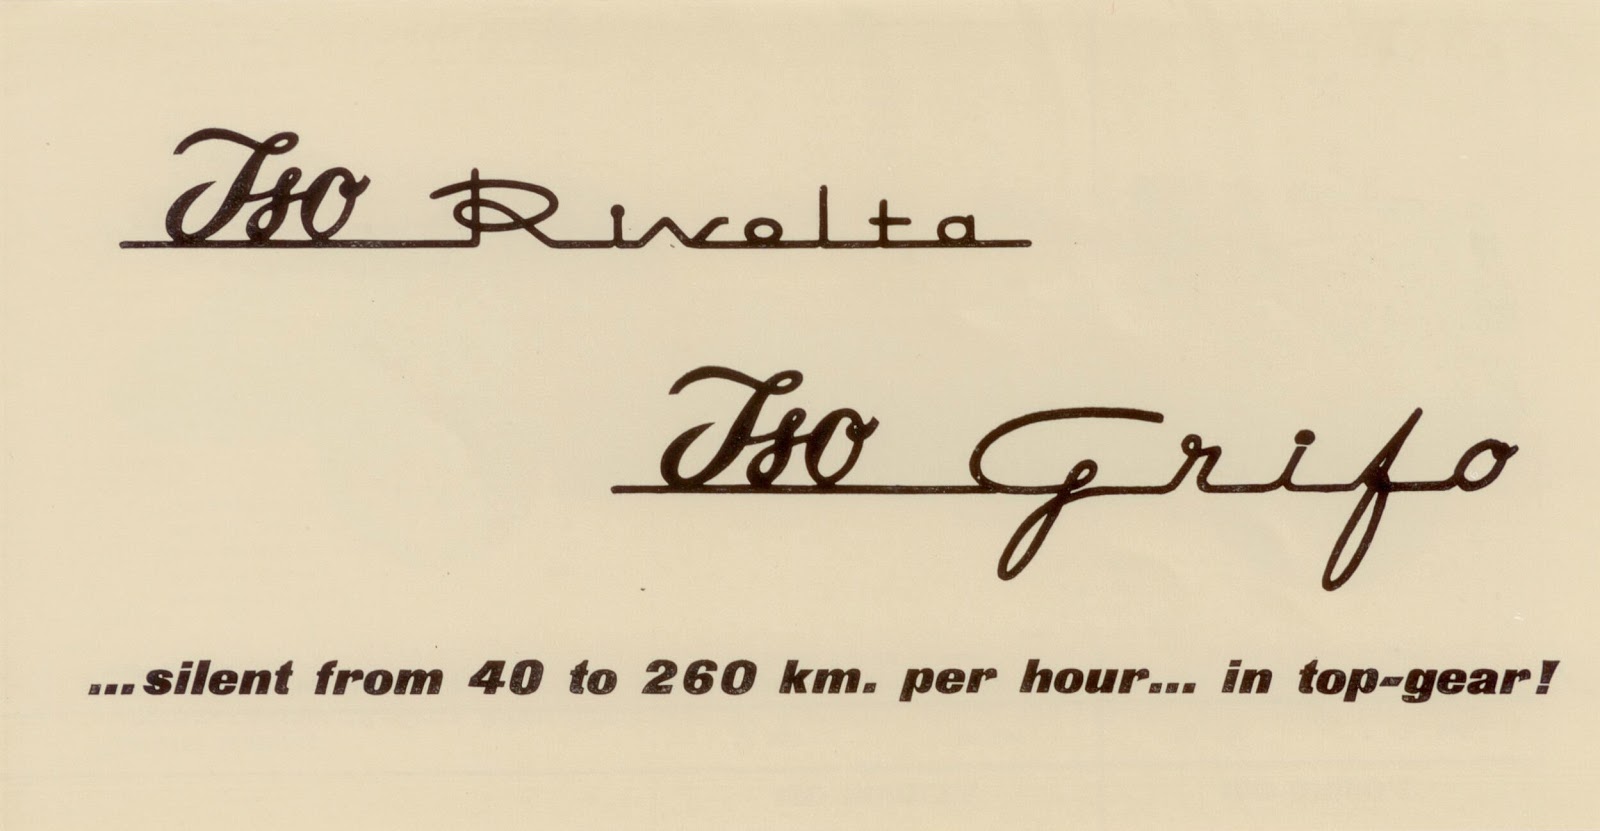 Iso Rivolta
Iso Grifo
...silent from 40 to 260 km. per hour... in top-gear!